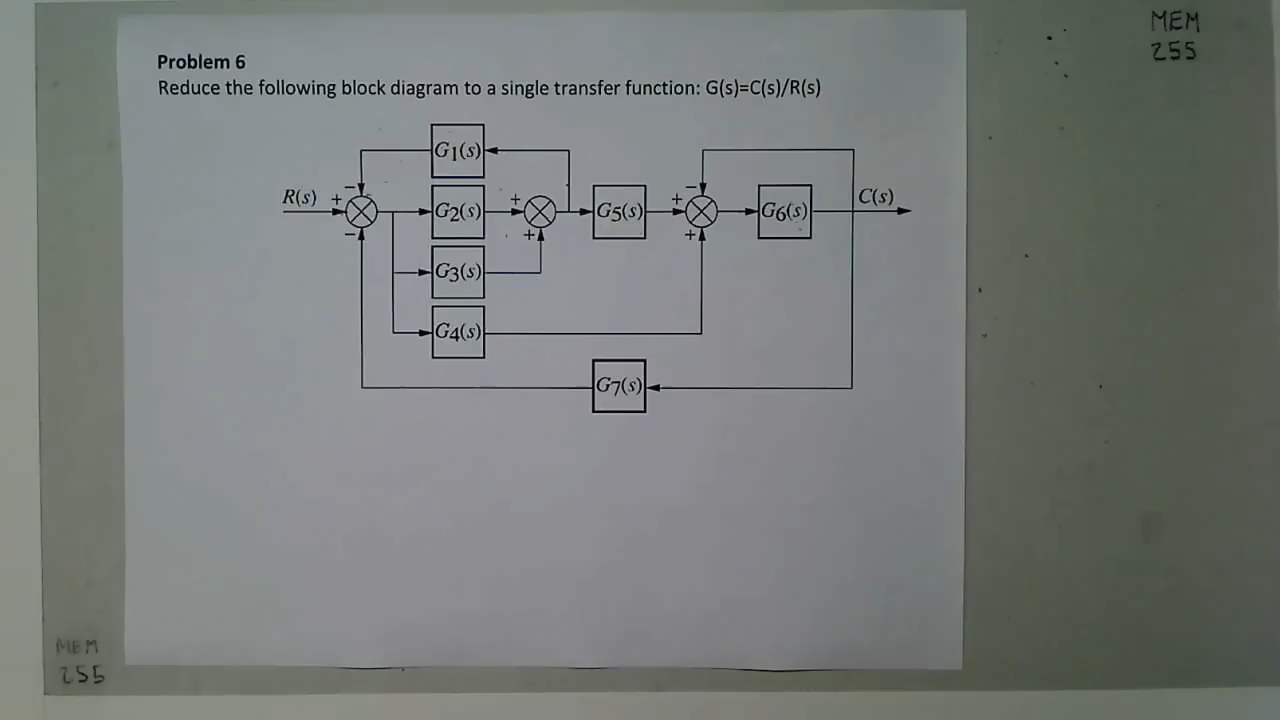 MEM
255
Problem 6
Reduce the following block diagram to a single transfer function: G(s)=C(s)/R(s)
G1(s)
R(s) + − − G2(s) + + G5(s) + − + G6(s) C(s)
G3(s)
G4(s)
G7(s)
MEM
255